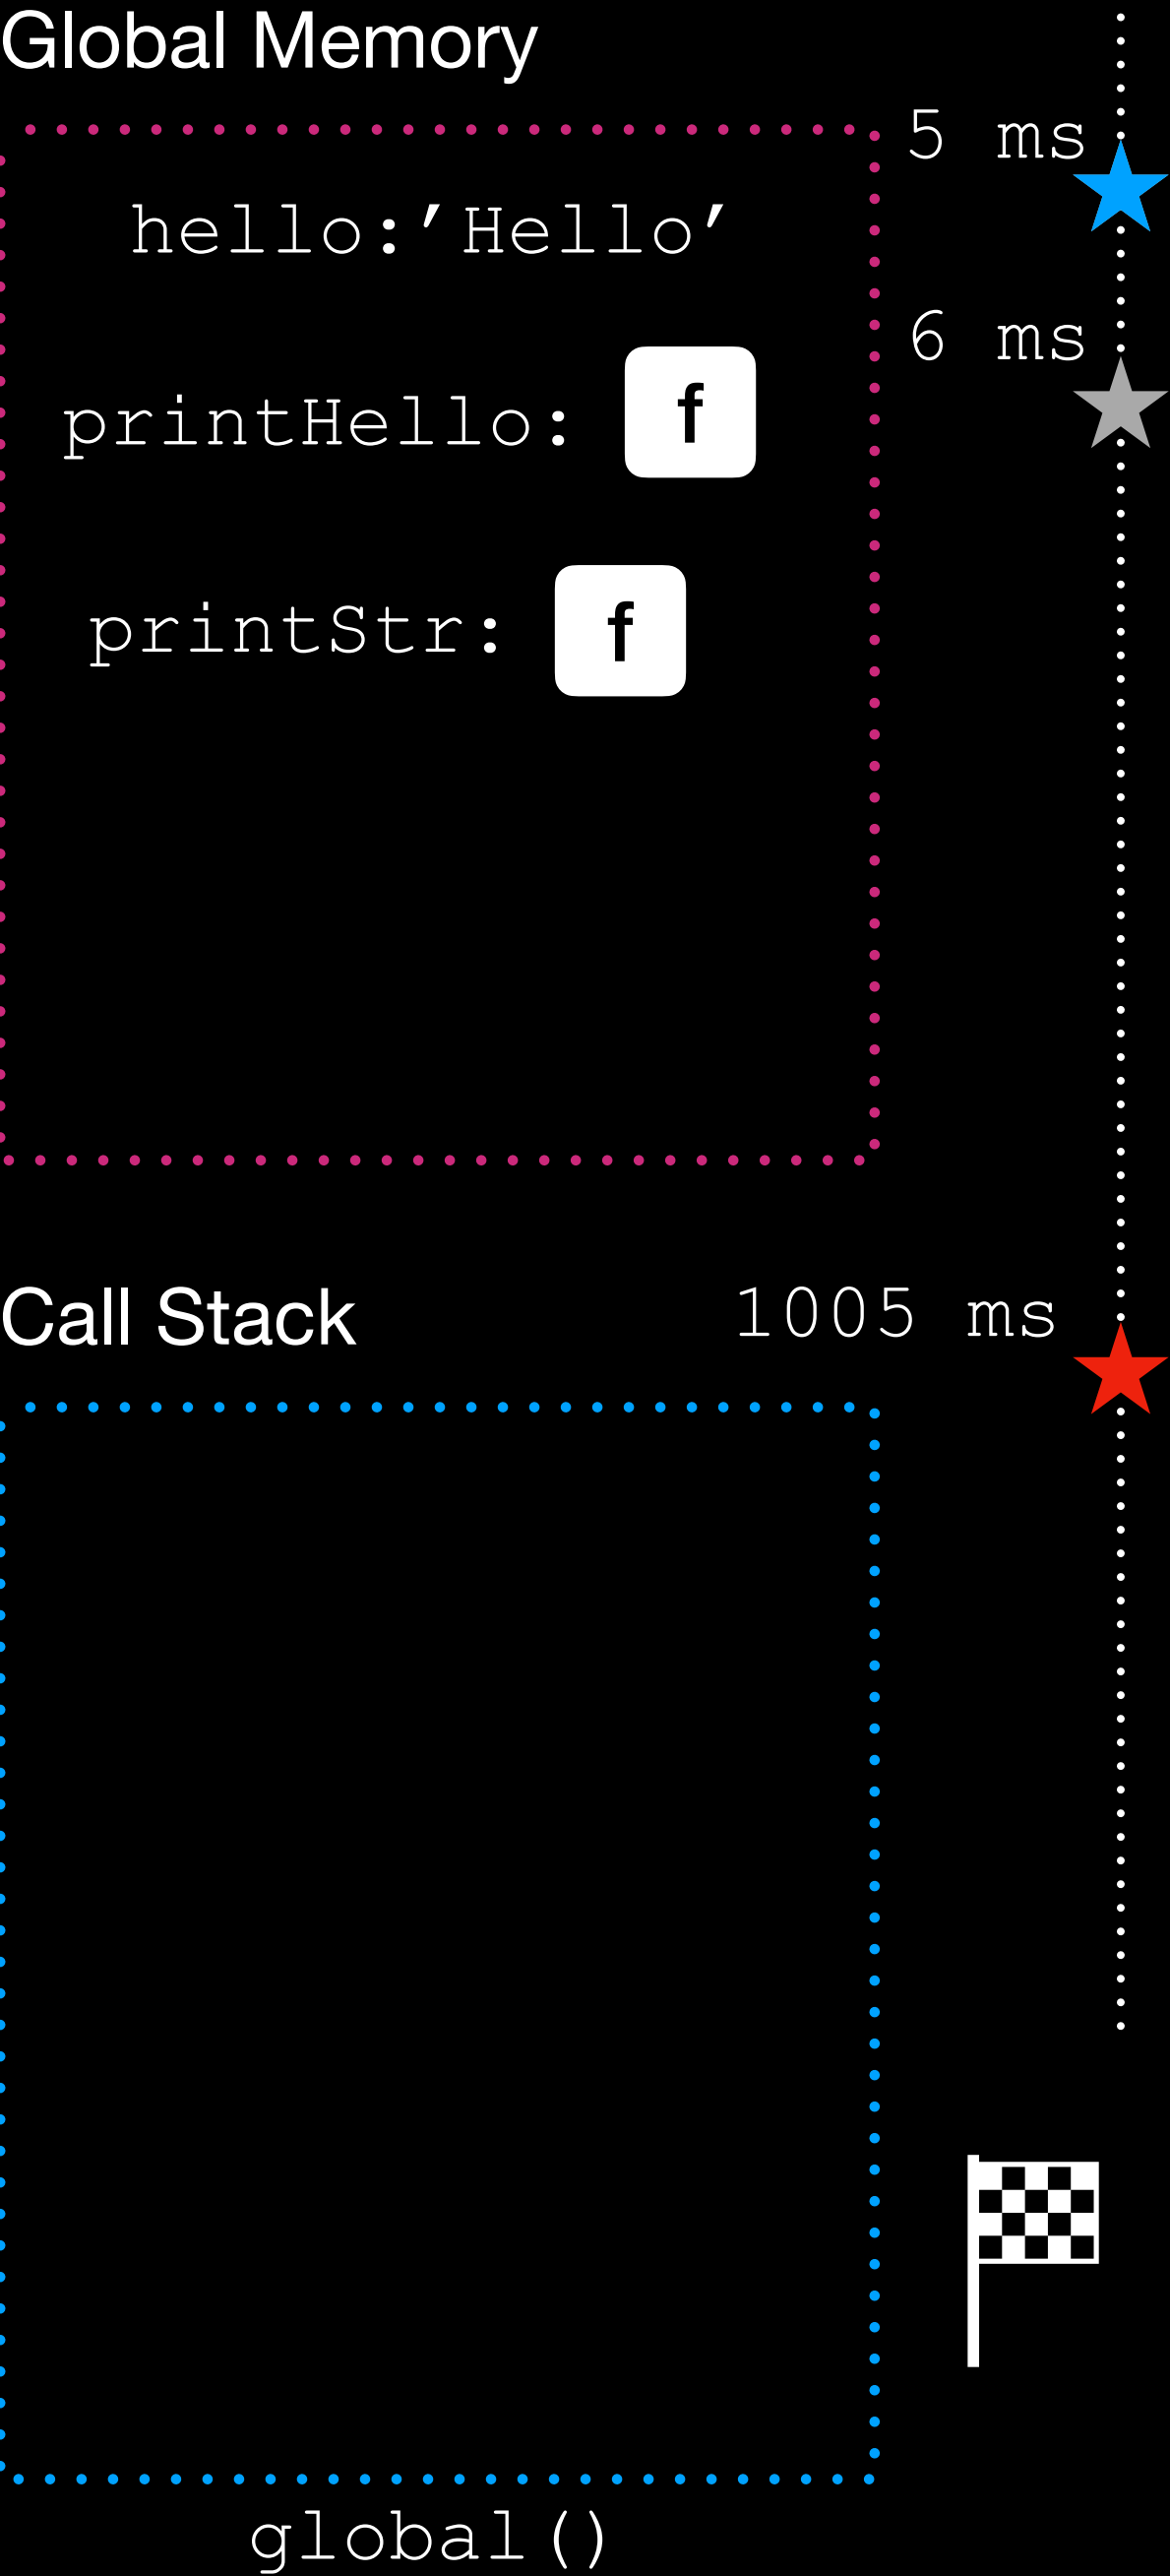 Global Memory
5 ms
hello:’Hello’
6 ms
printHello: f
printStr: f
Call Stack
1005 ms
global()